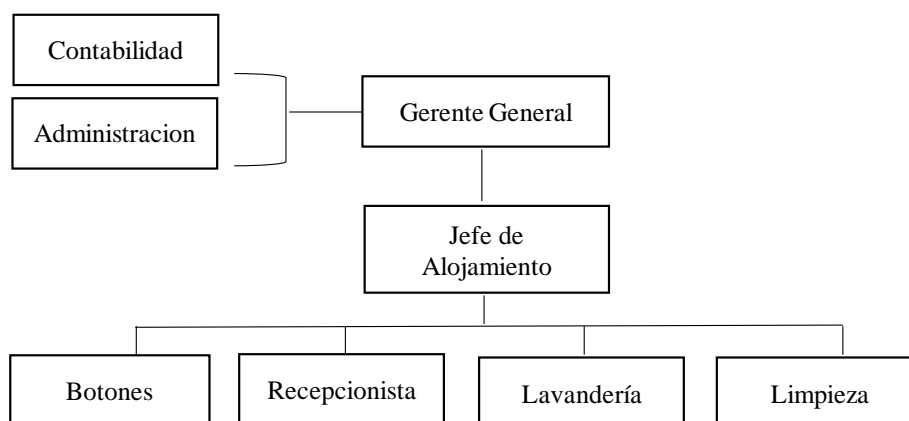 Contabilidad
Administracion
Gerente General
Jefe de
Alojamiento
Botones
Recepcionista
Lavandería
Limpieza